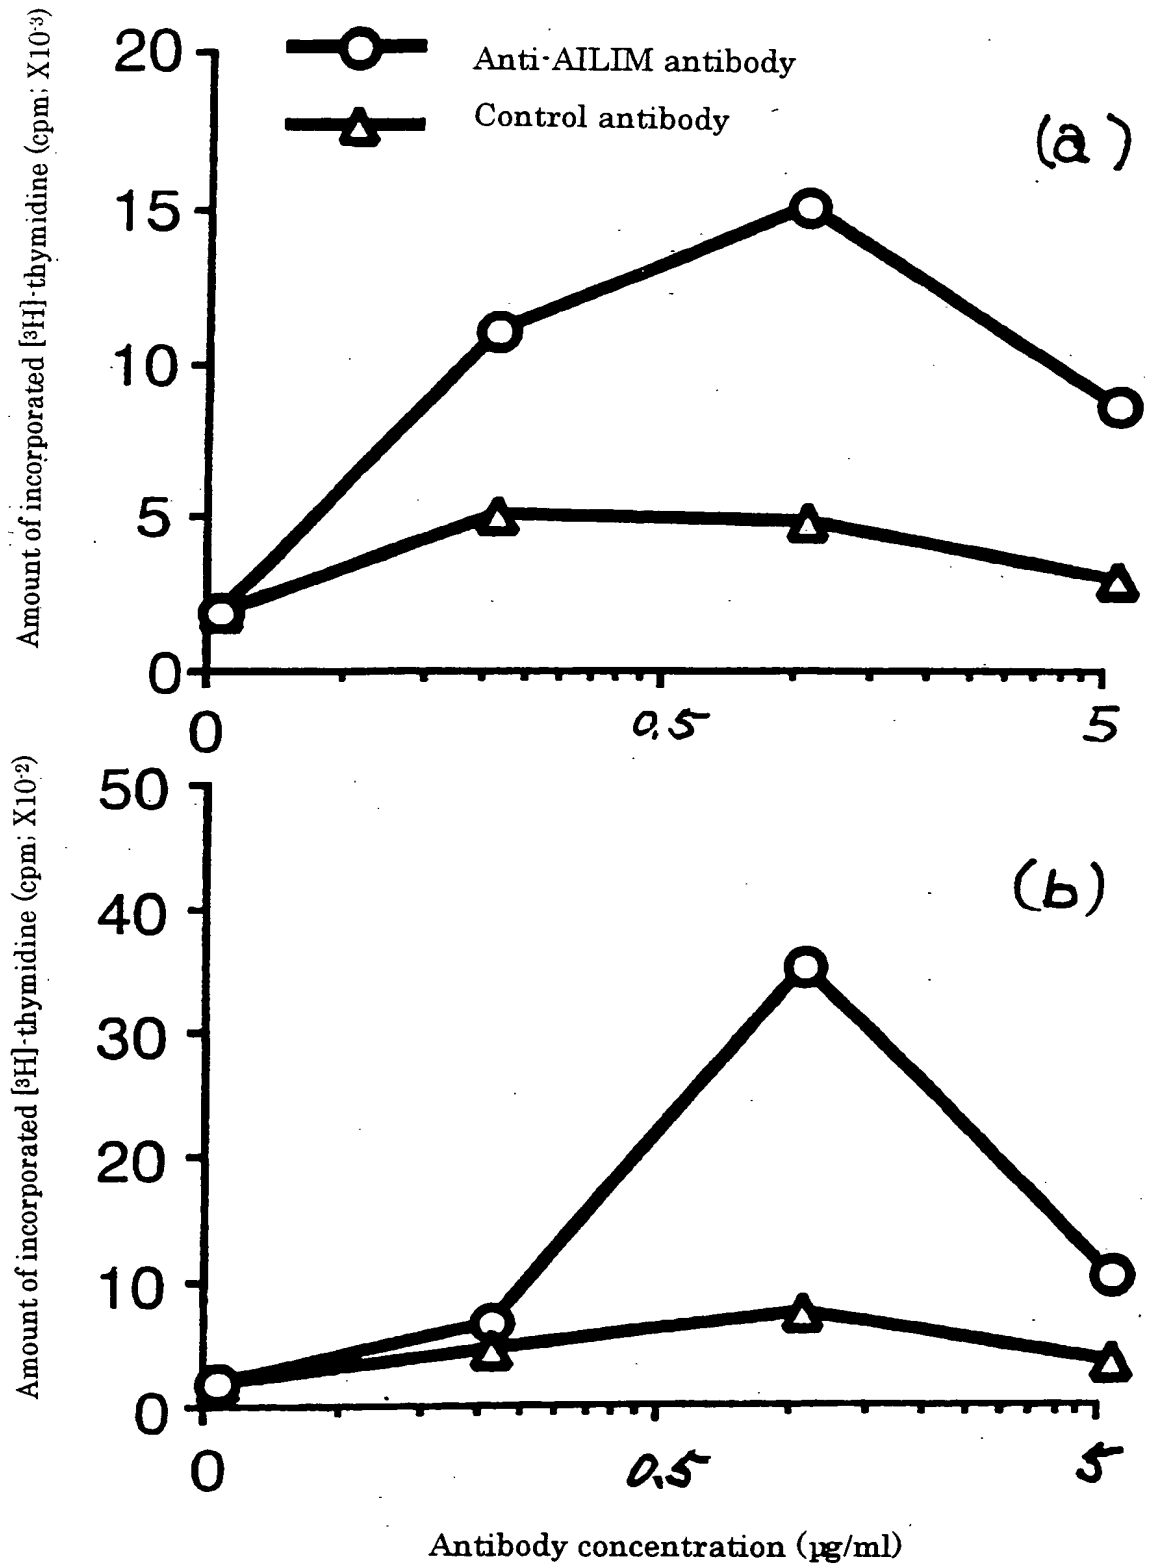 Amount of incorporated [³H]-thymidine (cpm; X10⁻³)
20
15
10
5
0
Anti-AILIM antibody
Control antibody
(a)
0 0.5 5
Amount of incorporated [³H]-thymidine (cpm; X10⁻²)
50
40
30
20
10
0
(b)
0 0.5 5
Antibody concentration (µg/ml)